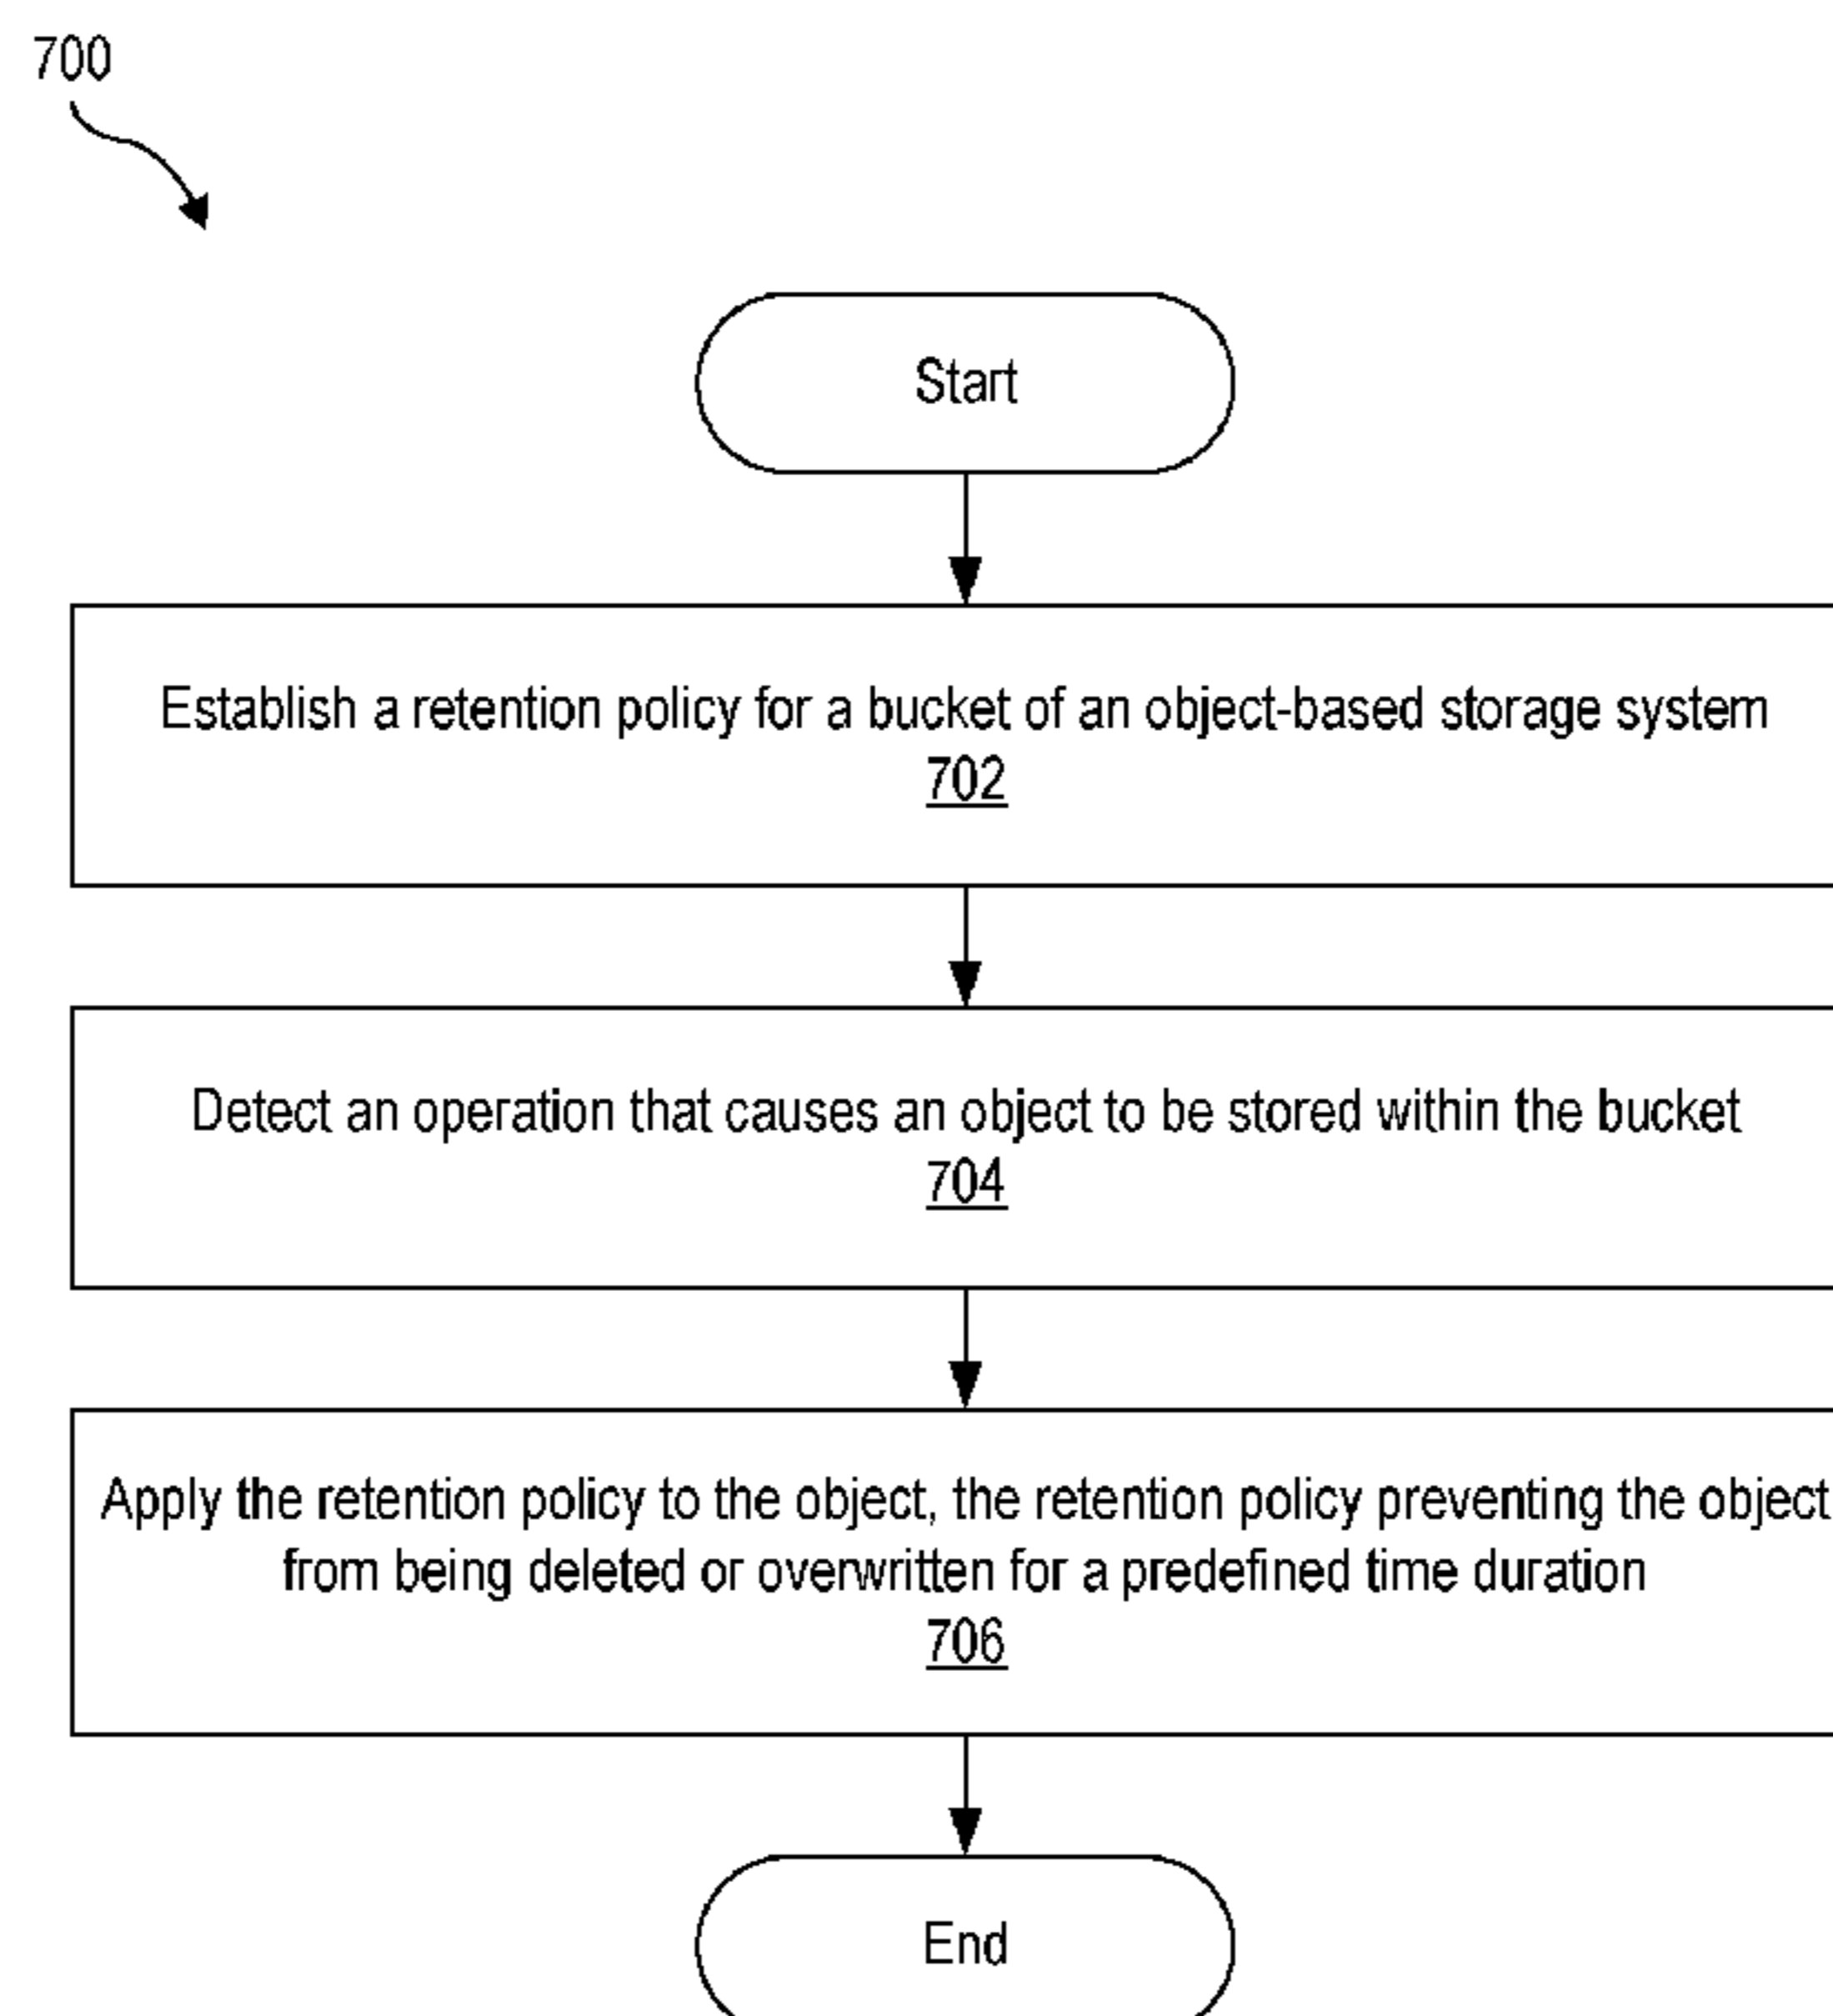 700
Start
Establish a retention policy for a bucket of an object-based storage system
702
Detect an operation that causes an object to be stored within the bucket
704
Apply the retention policy to the object, the retention policy preventing the object
from being deleted or overwritten for a predefined time duration
706
End